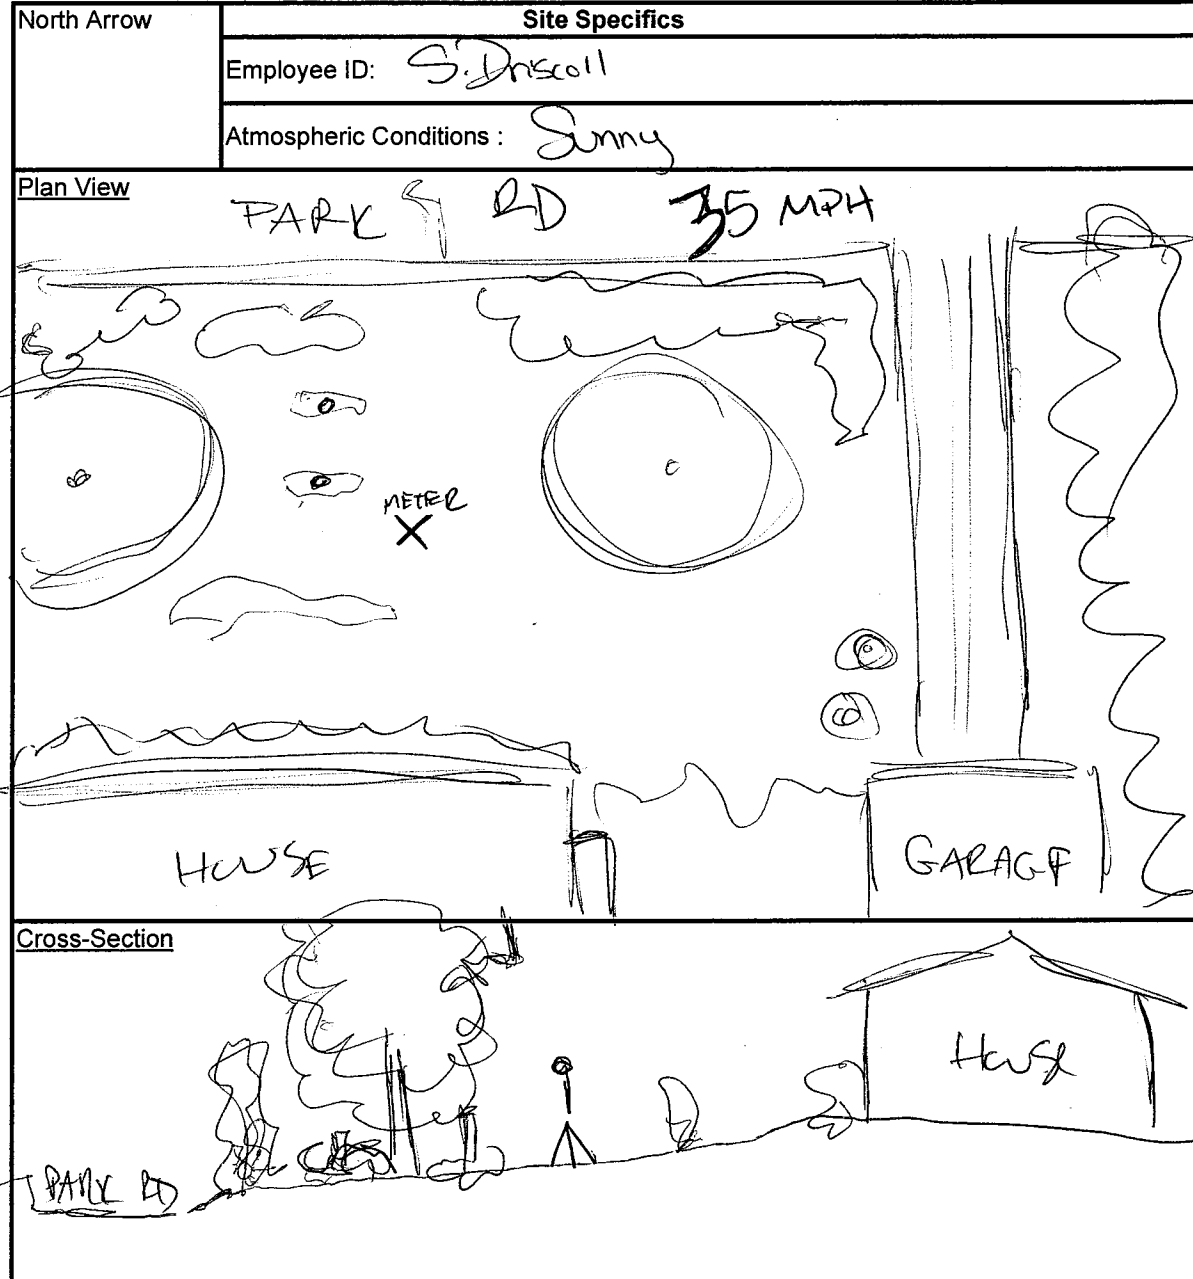 North Arrow
Site Specifics
Employee ID: S. Driscoll
Atmospheric Conditions : Sunny
Plan View
PARK RD 35 MPH
METER
X
HOUSE
GARAGE
Cross-Section
House
PARK RD